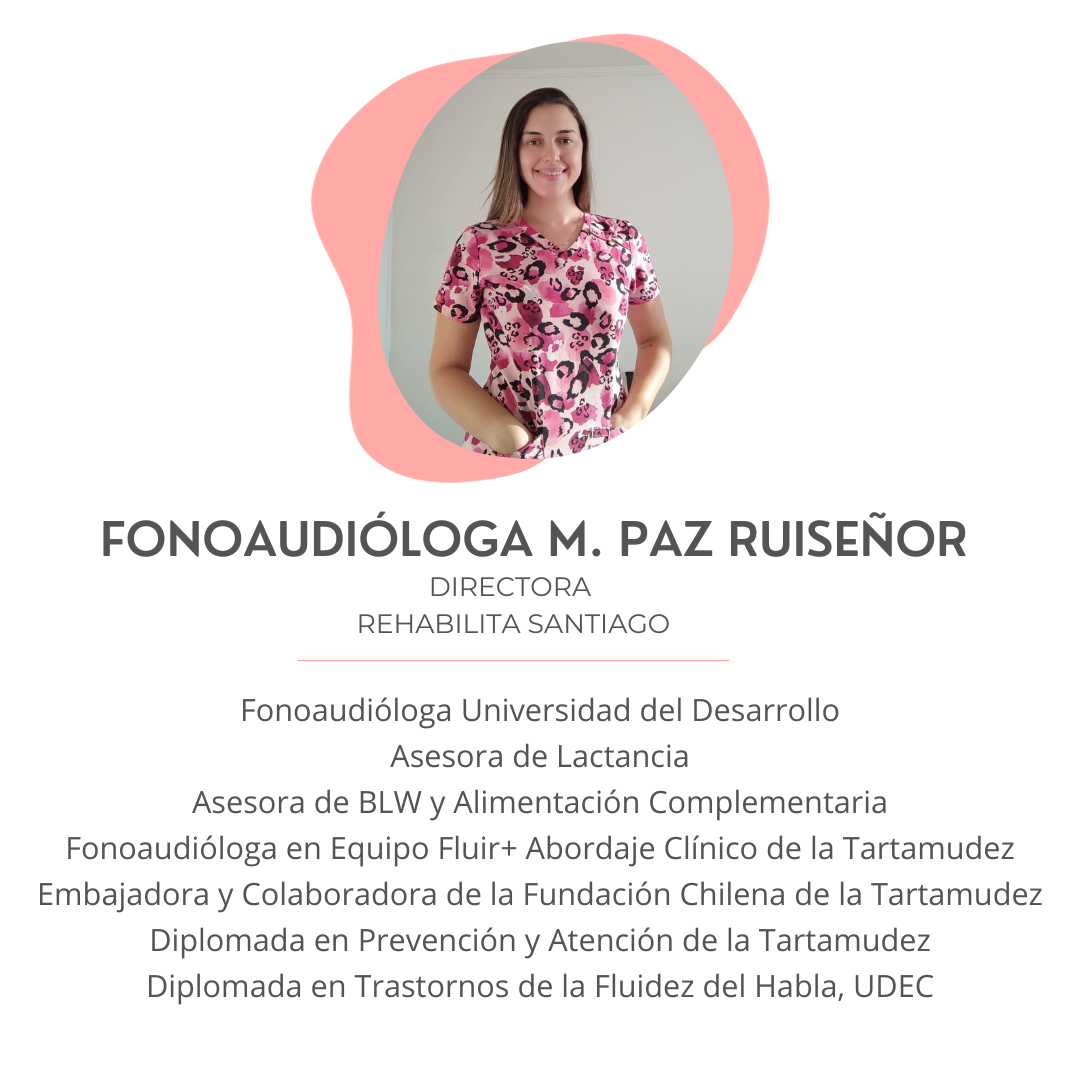 FONOAUDIÓLOGA M. PAZ RUISEÑOR
DIRECTORA
REHABILITA SANTIAGO
Fonoaudióloga Universidad del Desarrollo
Asesora de Lactancia
Asesora de BLW y Alimentación Complementaria
Fonoaudióloga en Equipo Fluir+ Abordaje Clínico de la Tartamudez
Embajadora y Colaboradora de la Fundación Chilena de la Tartamudez
Diplomada en Prevención y Atención de la Tartamudez
Diplomada en Trastornos de la Fluidez del Habla, UDEC